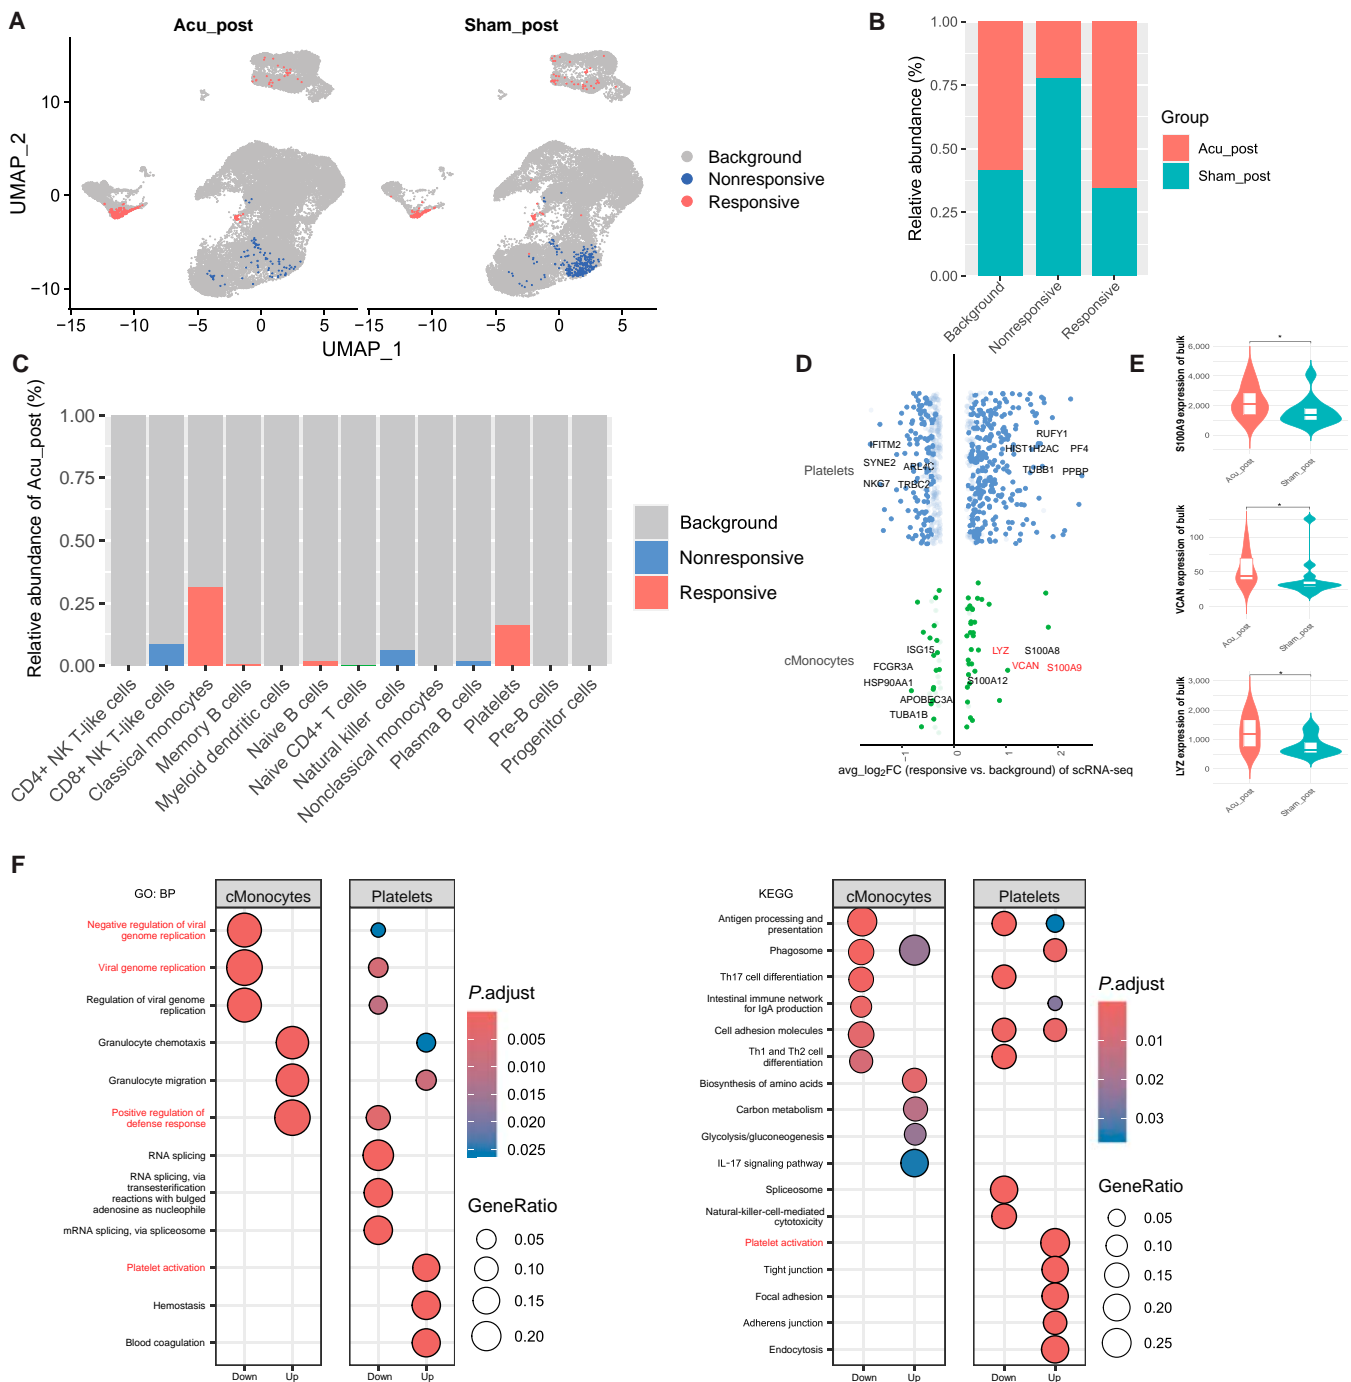 A
Acu_post
Sham_post
UMAP_2
10
0
−10
−15
−10
−5
0
5
−15
−10
−5
0
5
UMAP_1
Background
Nonresponsive
Responsive
B
Relative abundance (%)
1.00
0.75
0.50
0.25
0.00
Background
Nonresponsive
Responsive
Group
Acu_post
Sham_post
C
Relative abundance of Acu_post (%)
1.00
0.75
0.50
0.25
0.00
CD4+ NK T-like cells
CD8+ NK T-like cells
Classical monocytes
Memory B cells
Myeloid dendritic cells
Naive B cells
Naive CD4+ T cells
Natural killer cells
Nonclassical monocytes
Plasma B cells
Platelets
Pre-B cells
Progenitor cells
Background
Nonresponsive
Responsive
D
Platelets
cMonocytes
IFITM2
SYNE2
ARL4C
NKG7
TRBC2
RUFY1
HIST1H2AC
PF4
TUBB1
PPBP
ISG15
FCGR3A
HSP90AA1
APOBEC3A
TUBA1B
LYZ
S100A8
VCAN
S100A9
S100A12
−1
0
1
2
avg_log2FC (responsive vs. background) of scRNA-seq
E
S100A9 expression of bulk
6,000
4,000
2,000
0
*
Acu_post
Sham_post
VCAN expression of bulk
100
50
0
*
Acu_post
Sham_post
LYZ expression of bulk
3,000
2,000
1,000
0
*
Acu_post
Sham_post
F
GO: BP
cMonocytes
Platelets
Negative regulation of viral
genome replication
Viral genome replication
Regulation of viral genome
replication
Granulocyte chemotaxis
Granulocyte migration
Positive regulation of
defense response
RNA splicing
RNA splicing, via
transesterification
reactions with bulged
adenosine as nucleophile
mRNA splicing, via spliceosome
Platelet activation
Hemostasis
Blood coagulation
Down
Up
Down
Up
P.adjust
0.005
0.010
0.015
0.020
0.025
GeneRatio
0.05
0.10
0.15
0.20
KEGG
cMonocytes
Platelets
Antigen processing and
presentation
Phagosome
Th17 cell differentiation
Intestinal immune network
for IgA production
Cell adhesion molecules
Th1 and Th2 cell
differentiation
Biosynthesis of amino acids
Carbon metabolism
Glycolysis/gluconeogenesis
IL-17 signaling pathway
Spliceosome
Natural-killer-cell-mediated
cytotoxicity
Platelet activation
Tight junction
Focal adhesion
Adherens junction
Endocytosis
Down
Up
Down
Up
P.adjust
0.01
0.02
0.03
GeneRatio
0.05
0.10
0.15
0.20
0.25